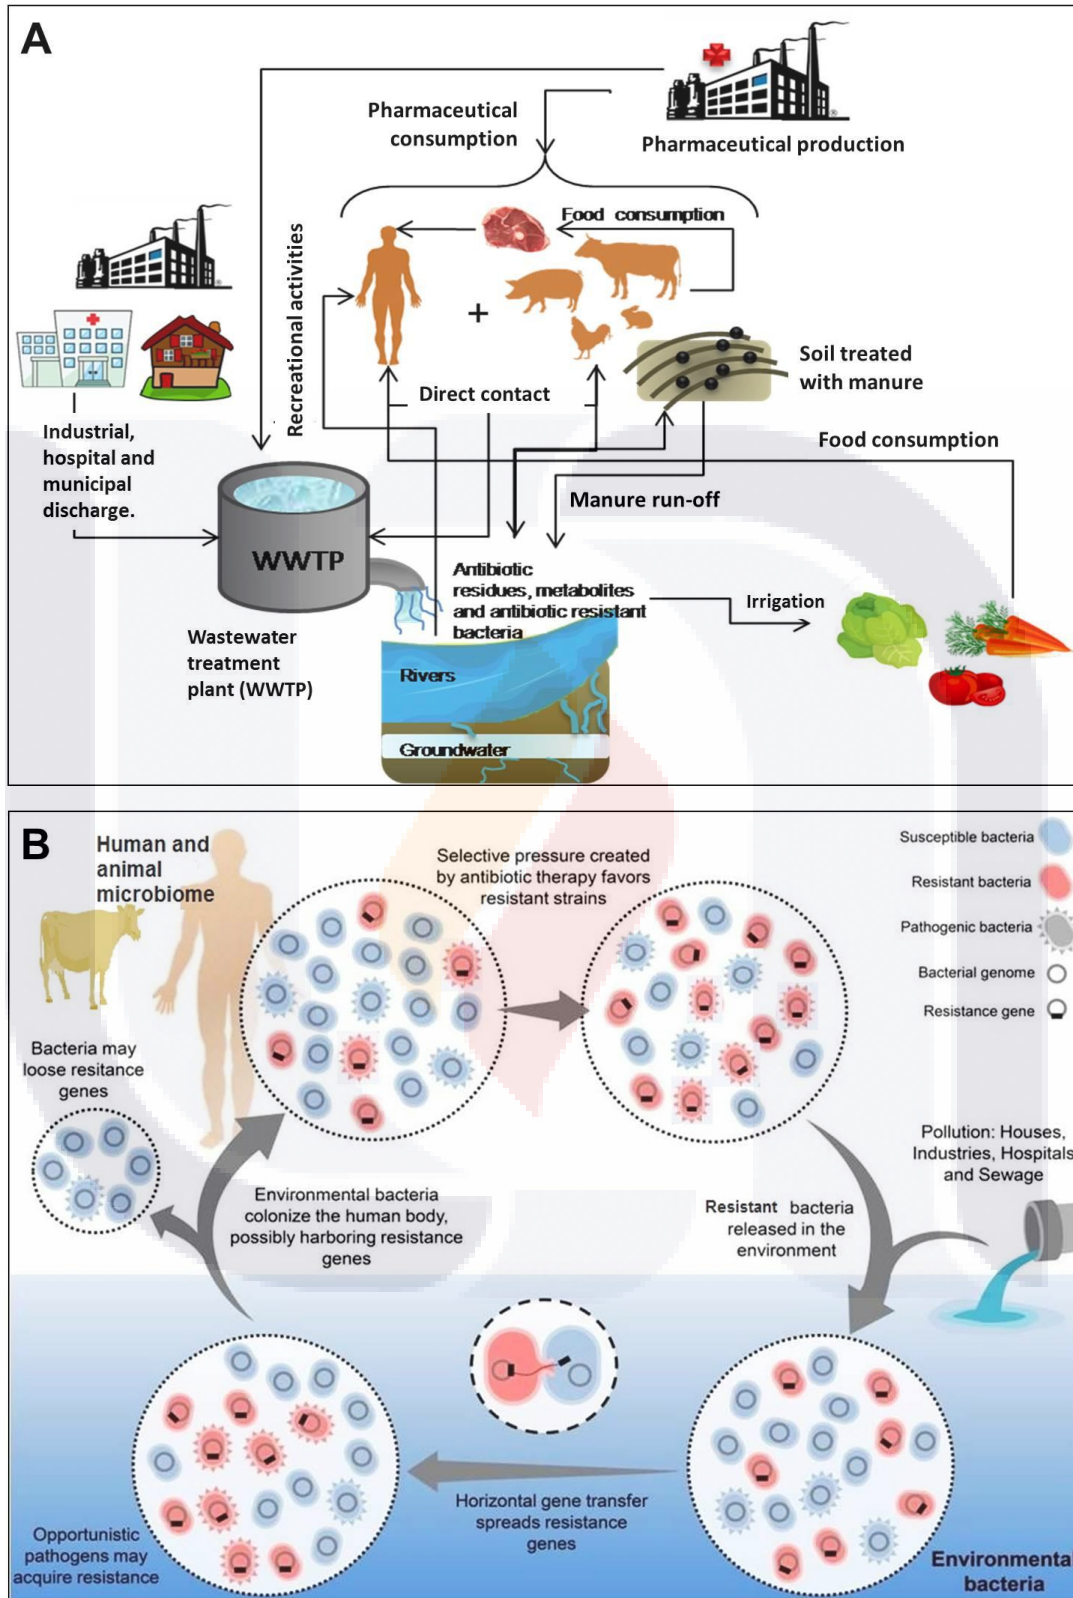 A
Pharmaceutical
consumption
Pharmaceutical production
Recreational activities
Food consumption
Soil treated
with manure
Direct contact
Industrial,
hospital and
municipal
discharge.
Food consumption
Manure run-off
WWTP
Antibiotic
residues, metabolites
and antibiotic resistant
bacteria
Irrigation
Wastewater
treatment
plant (WWTP)
Rivers
Groundwater
B
Human and
animal
microbiome
Selective pressure created
by antibiotic therapy favors
resistant strains
Susceptible bacteria
Resistant bacteria
Pathogenic bacteria
Bacterial genome
Resistance gene
Bacteria may
loose resitance
genes
Pollution: Houses,
Industries, Hospitals
and Sewage
Environmental bacteria
colonize the human body,
possibly harboring resistance
genes
Resistant bacteria
released in the
environment
Horizontal gene transfer
spreads resistance
genes
Opportunistic
pathogens may
acquire resistance
Environmental
bacteria